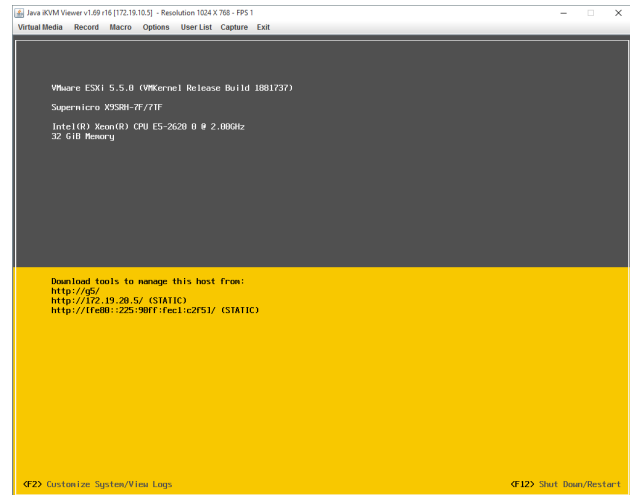 Java iKVM Viewer v1.69 r16 [172.19.10.5] - Resolution 1024 X 768 - FPS 1
Virtual Media Record Macro Options User List Capture Exit
VMware ESXi 5.5.0 (VMKernel Release Build 1881737)
Supermicro X9SRH-7F/7TF
Intel(R) Xeon(R) CPU E5-2620 0 @ 2.00GHz
32 GiB Memory
Download tools to manage this host from:
http://g5/
http://172.19.20.5/ (STATIC)
http://[fe80::225:90ff:fec1:c2f5]/ (STATIC)
<F2> Customize System/View Logs
<F12> Shut Down/Restart